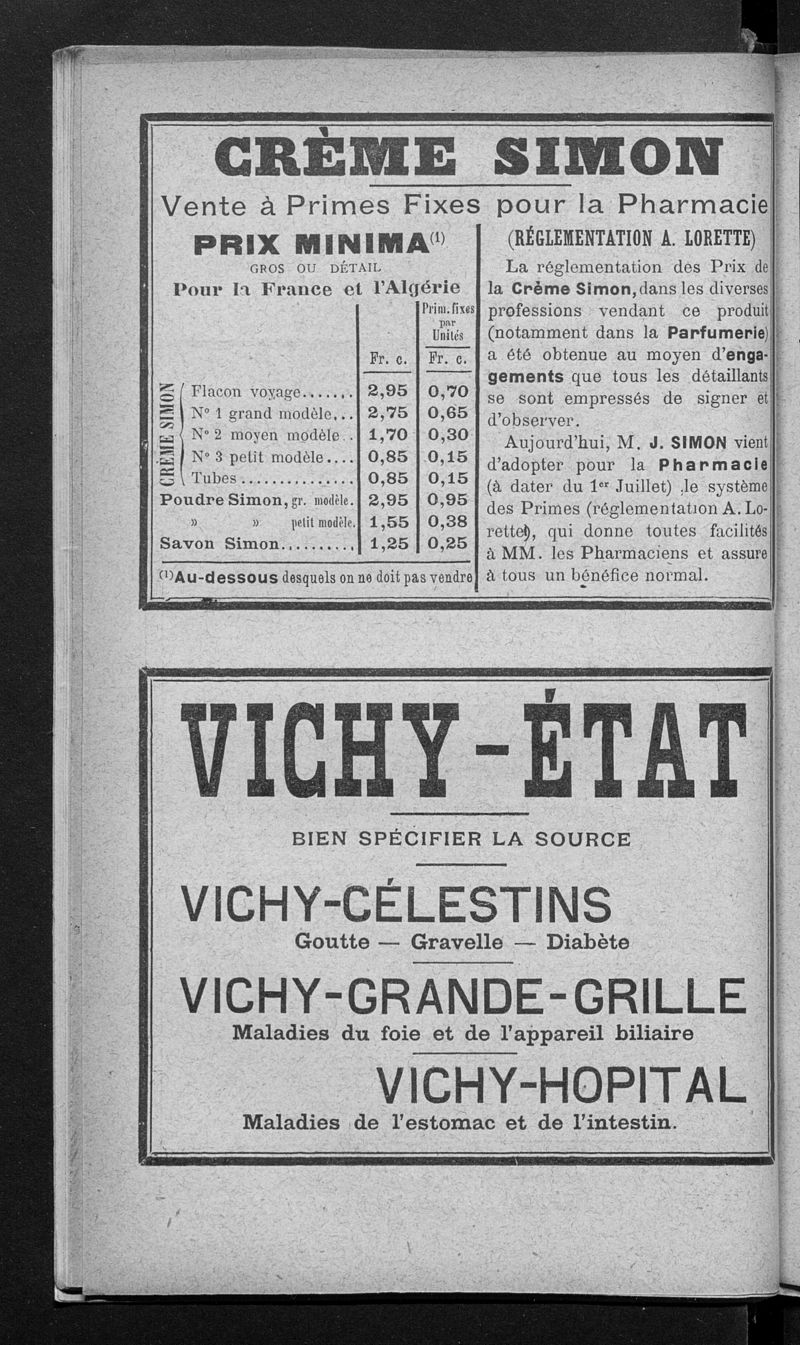 CRÈME SIMON
Vente à Primes Fixes pour la Pharmacie
PRIX MINIMA(1)
GROS OU DÉTAIL
Pour la France et l'Algérie
Prim. fixes
par
Unités
Fr. c. Fr. c.
CRÈME SIMON
Flacon voyage....... 2,95 0,70
N° 1 grand modèle... 2,75 0,65
N° 2 moyen modèle.. 1,70 0,30
N° 3 petit modèle.... 0,85 0,15
Tubes............... 0,85 0,15
Poudre Simon, gr. modèle. 2,95 0,95
» » petit modèle. 1,55 0,38
Savon Simon........... 1,25 0,25
(1) Au-dessous desquels on ne doit pas vendre
(RÉGLEMENTATION A. LORETTE)
La réglementation des Prix de
la Crème Simon, dans les diverses
professions vendant ce produit
(notamment dans la Parfumerie)
a été obtenue au moyen d'enga-
gements que tous les détaillants
se sont empressés de signer et
d'observer.
Aujourd'hui, M. J. SIMON vient
d'adopter pour la Pharmacie
(à dater du 1er Juillet) le système
des Primes (réglementation A. Lo-
rette), qui donne toutes facilités
à MM. les Pharmaciens et assure
à tous un bénéfice normal.
VICHY-ÉTAT
BIEN SPÉCIFIER LA SOURCE
VICHY-CÉLESTINS
Goutte — Gravelle — Diabète
VICHY-GRANDE-GRILLE
Maladies du foie et de l'appareil biliaire
VICHY-HOPITAL
Maladies de l'estomac et de l'intestin.